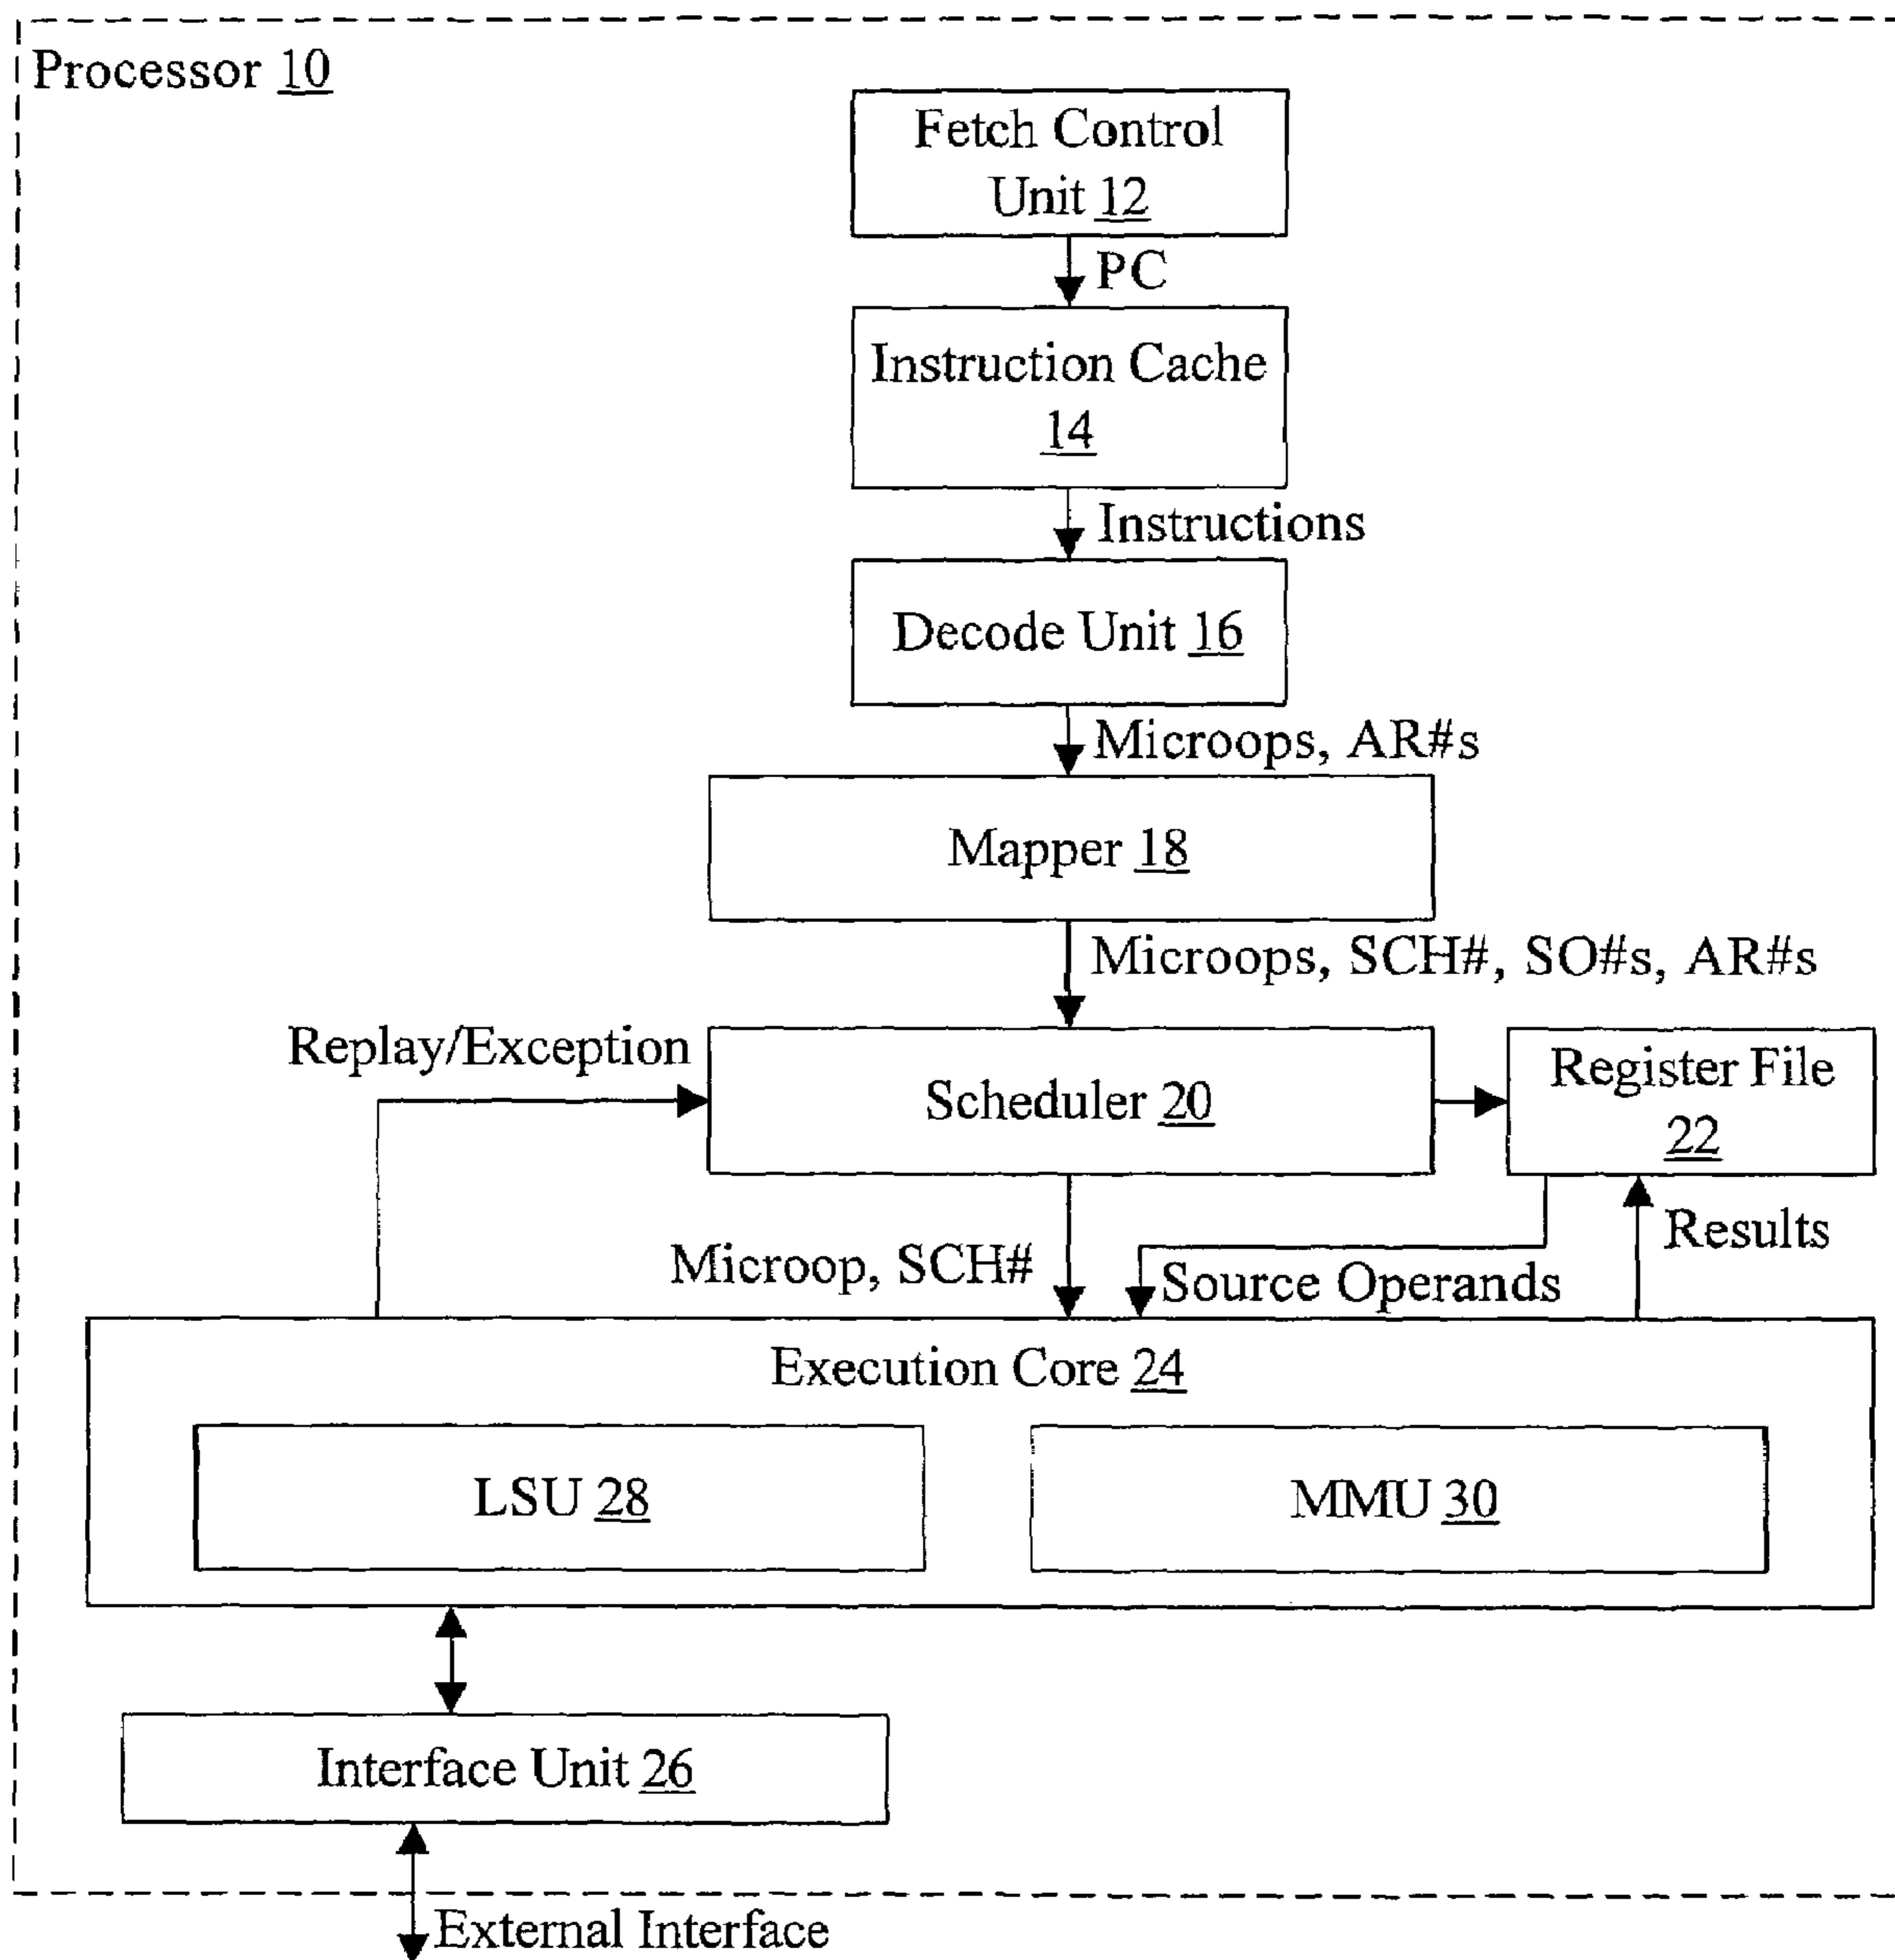 Processor 10
Fetch Control
Unit 12
PC
Instruction Cache
14
Instructions
Decode Unit 16
Microops, AR#s
Mapper 18
Microops, SCH#, SO#s, AR#s
Replay/Exception
Scheduler 20
Register File
22
Results
Microop, SCH#
Source Operands
Execution Core 24
LSU 28
MMU 30
Interface Unit 26
External Interface